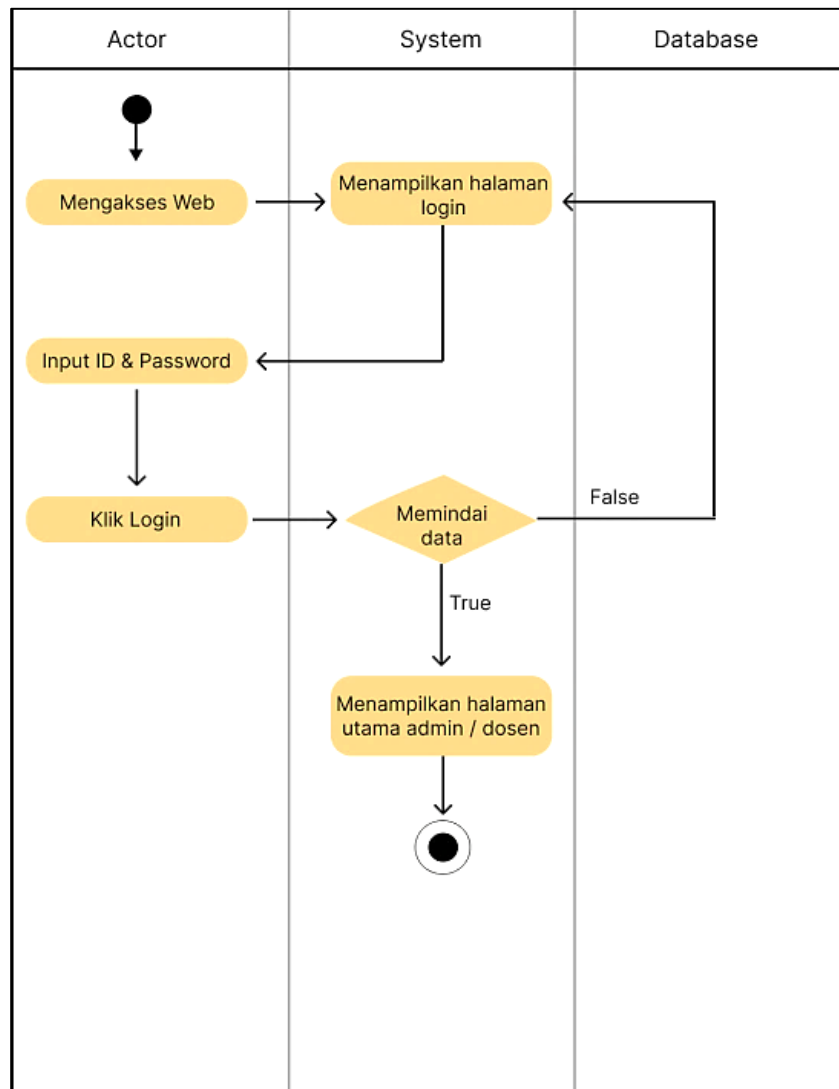 Actor
System
Database
Mengakses Web
Menampilkan halaman
login
Input ID & Password
Klik Login
Memindai
data
False
True
Menampilkan halaman
utama admin / dosen